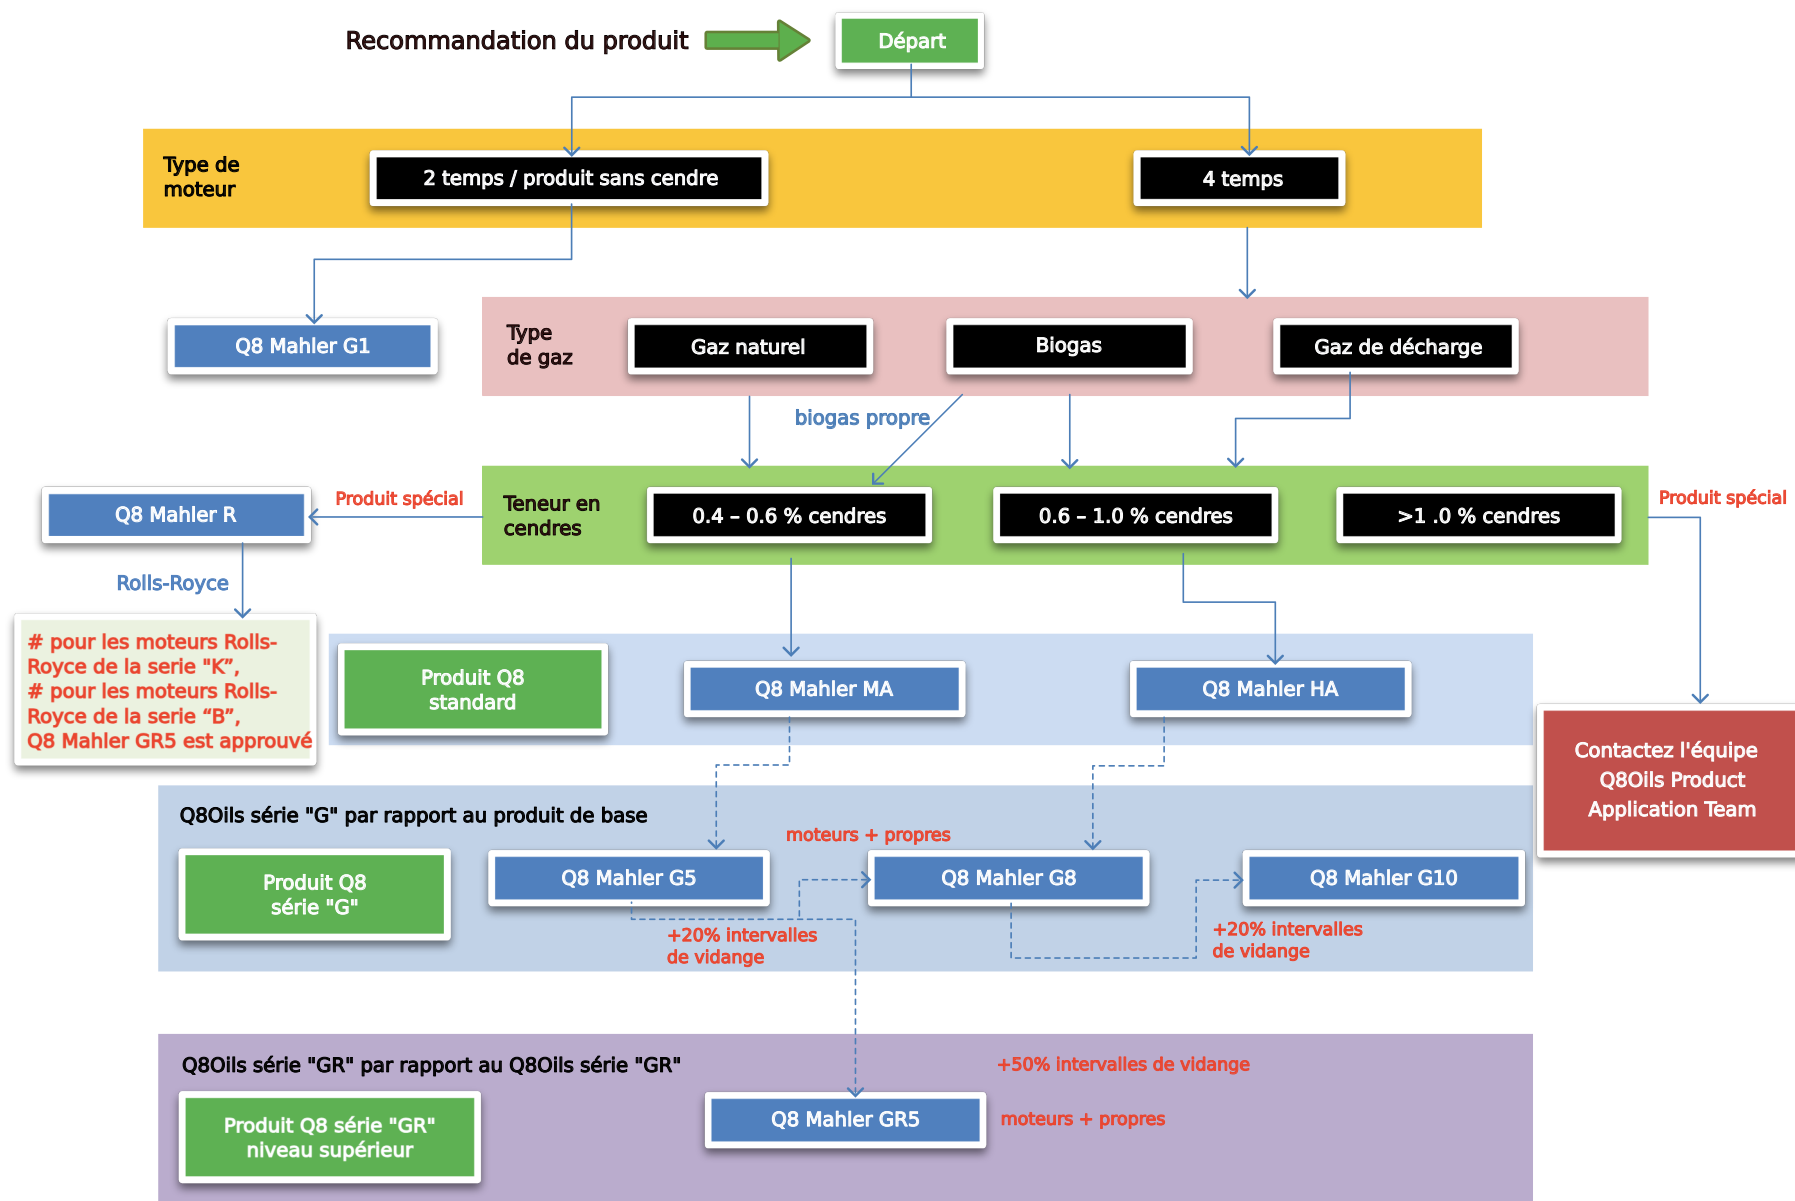 Recommandation du produit
Départ
Type de
moteur
2 temps / produit sans cendre
4 temps
Q8 Mahler G1
Type
de gaz
Gaz naturel
Biogas
Gaz de décharge
biogas propre
Q8 Mahler R
Produit spécial
Teneur en
cendres
0.4 – 0.6 % cendres
0.6 – 1.0 % cendres
>1 .0 % cendres
Produit spécial
Rolls-Royce
# pour les moteurs Rolls-
Royce de la serie "K”,
# pour les moteurs Rolls-
Royce de la serie “B”,
Q8 Mahler GR5 est approuvé
Produit Q8
standard
Q8 Mahler MA
Q8 Mahler HA
Contactez l'équipe
Q8Oils Product
Application Team
Q8Oils série "G" par rapport au produit de base
moteurs + propres
Produit Q8
série "G"
Q8 Mahler G5
Q8 Mahler G8
Q8 Mahler G10
+20% intervalles
de vidange
+20% intervalles
de vidange
Q8Oils série "GR" par rapport au Q8Oils série "GR"
+50% intervalles de vidange
Produit Q8 série "GR"
niveau supérieur
Q8 Mahler GR5
moteurs + propres